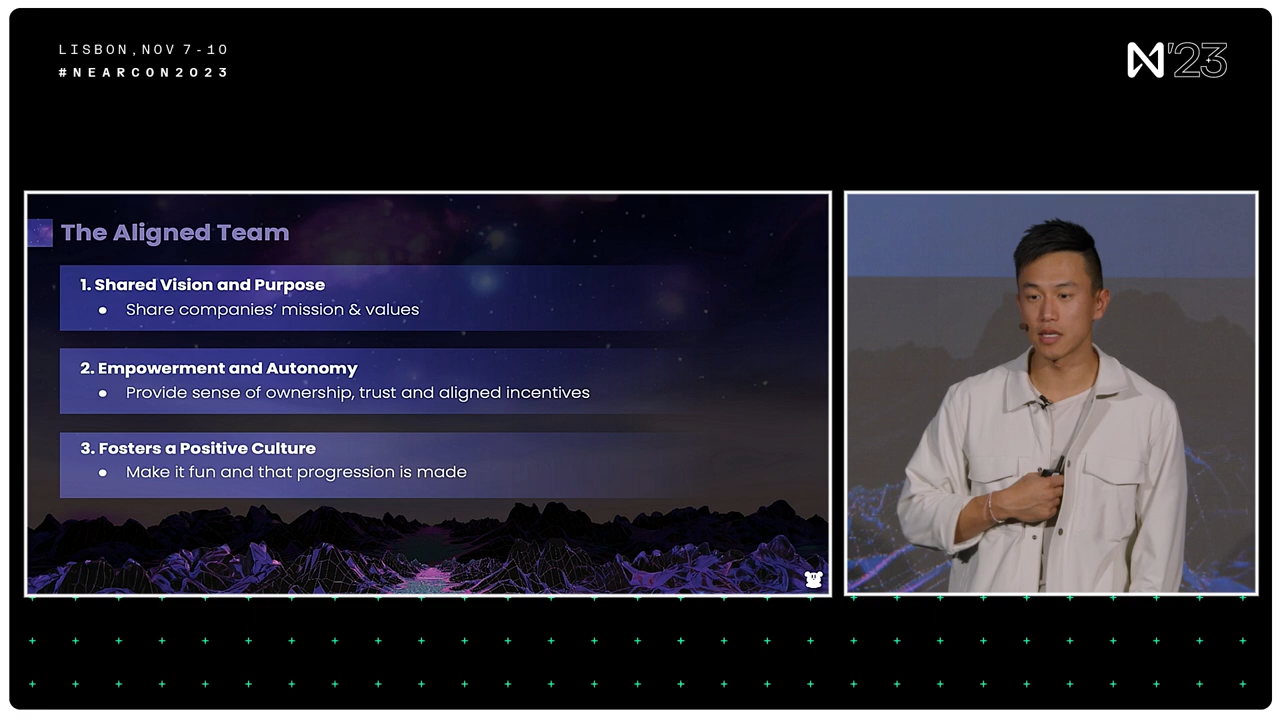 LISBON, NOV 7-10
#NEARCON2023
N'23
The Aligned Team
1. Shared Vision and Purpose
● Share companies’ mission & values
2. Empowerment and Autonomy
● Provide sense of ownership, trust and aligned incentives
3. Fosters a Positive Culture
● Make it fun and that progression is made